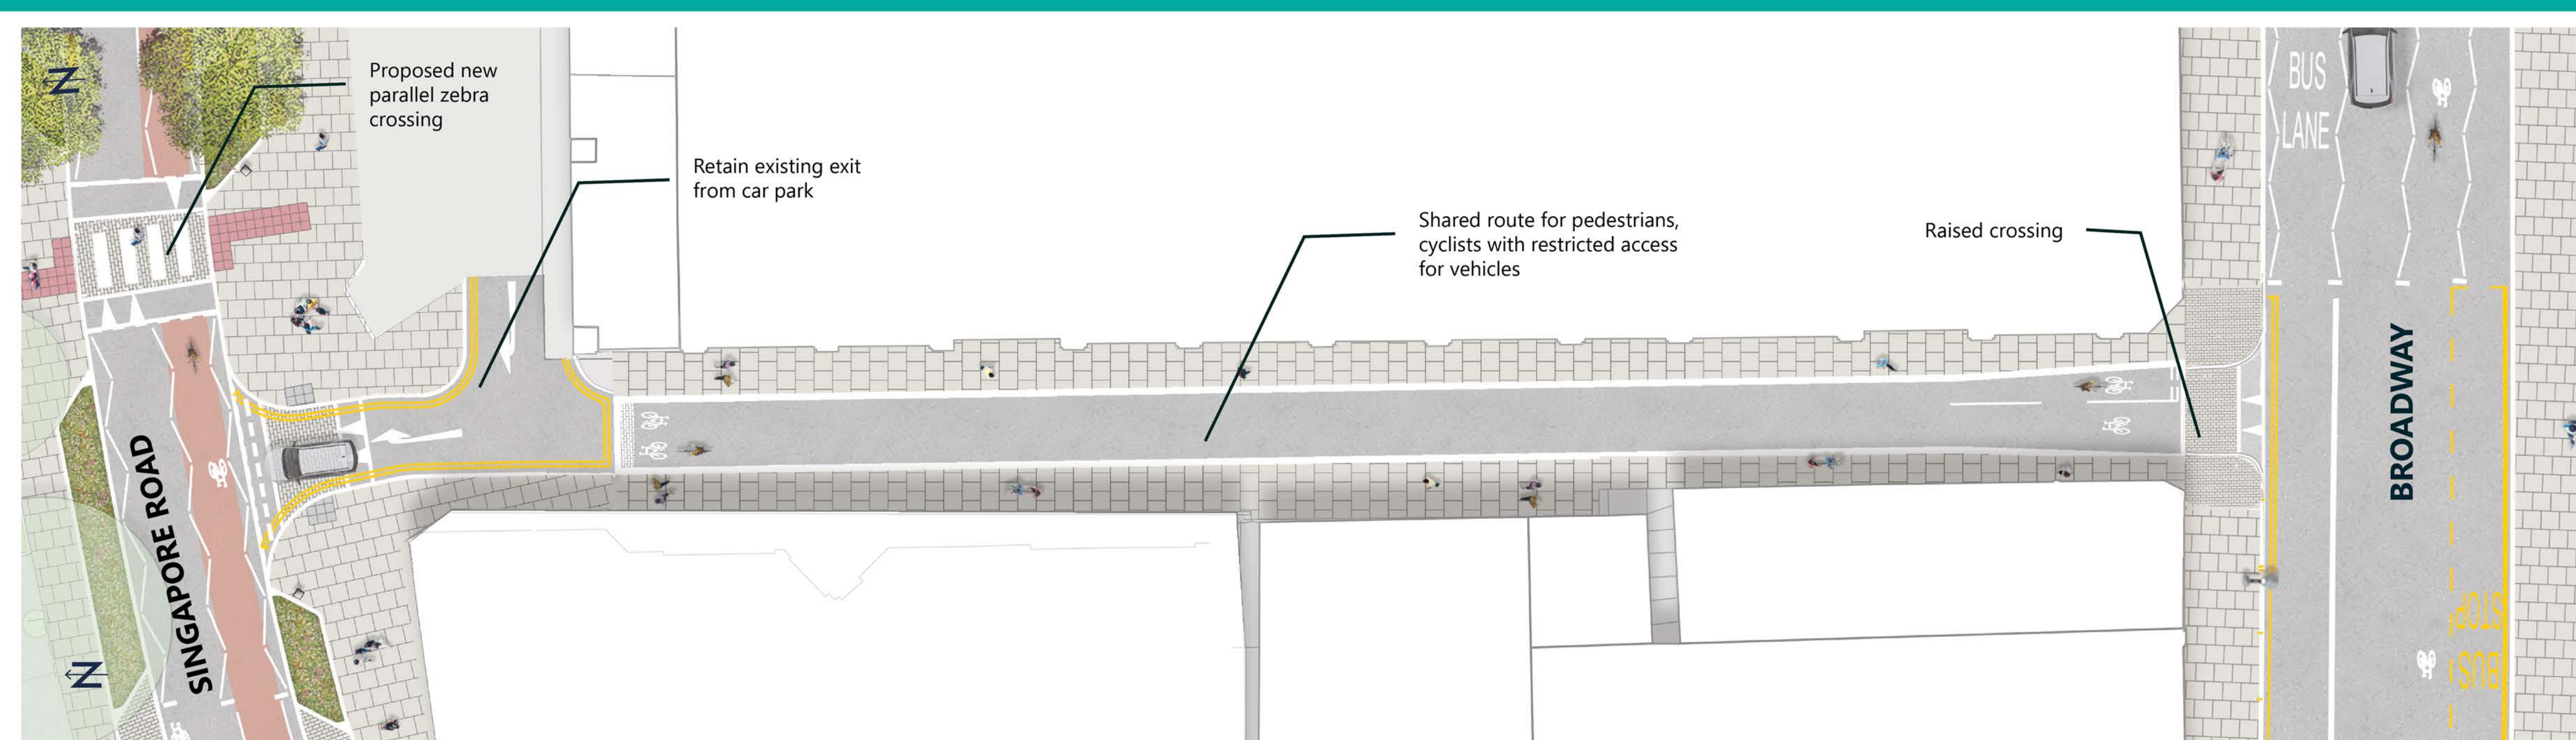 N
Proposed new
parallel zebra
crossing
Retain existing exit
from car park
Shared route for pedestrians,
cyclists with restricted access
for vehicles
Raised crossing
BUS
LANE
BROADWAY
SINGAPORE ROAD
N
BUS
STOP